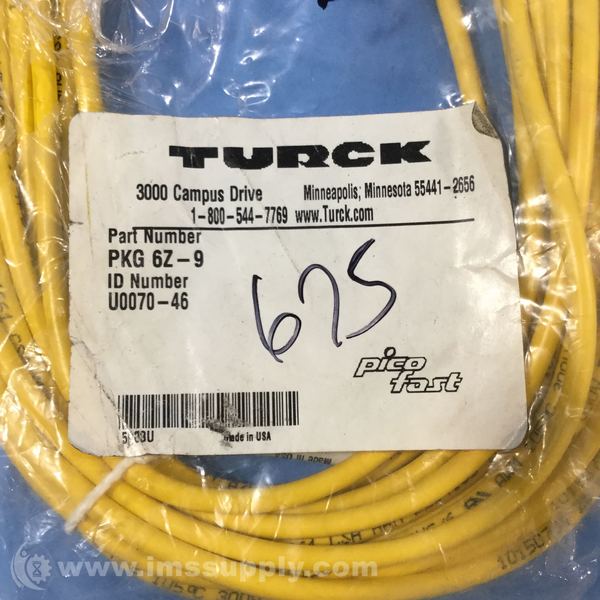 TURCK
3000 Campus Drive Minneapolis, Minnesota 55441-2656
1-800-544-7769 www.Turck.com
Part Number
PKG 6Z-9
ID Number
U0070-46
675
pico fast
Made in USA
www.imssupply.com